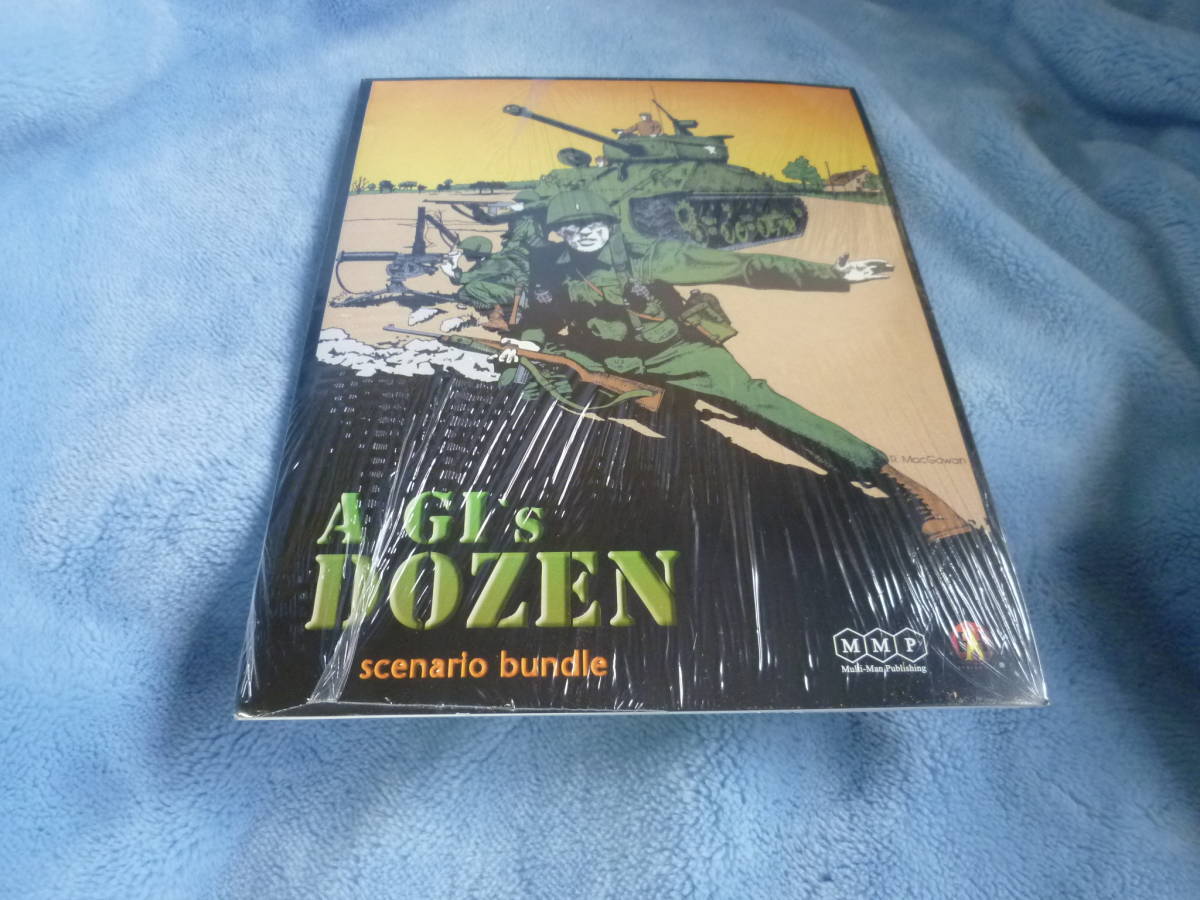 R. MacGowan
A GI's
DOZEN
scenario bundle
MMP
Multi-Man Publishing
®